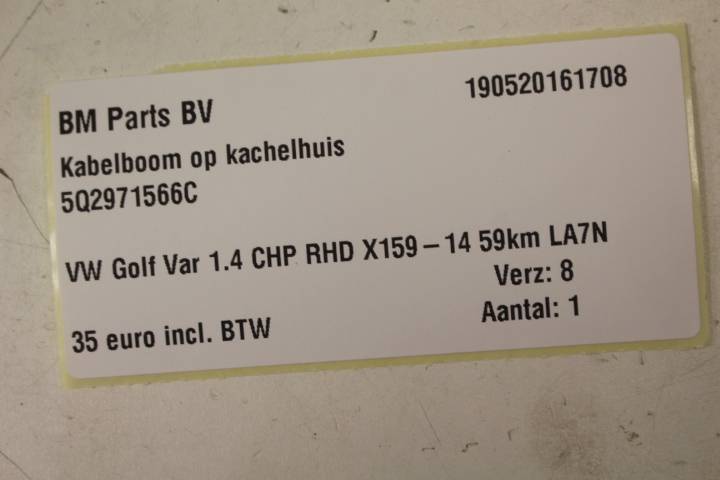 BM Parts BV
190520161708
Kabelboom op kachelhuis
5Q2971566C
VW Golf Var 1.4 CHP RHD X159 – 14 59km LA7N
Verz: 8
35 euro incl. BTW
Aantal: 1